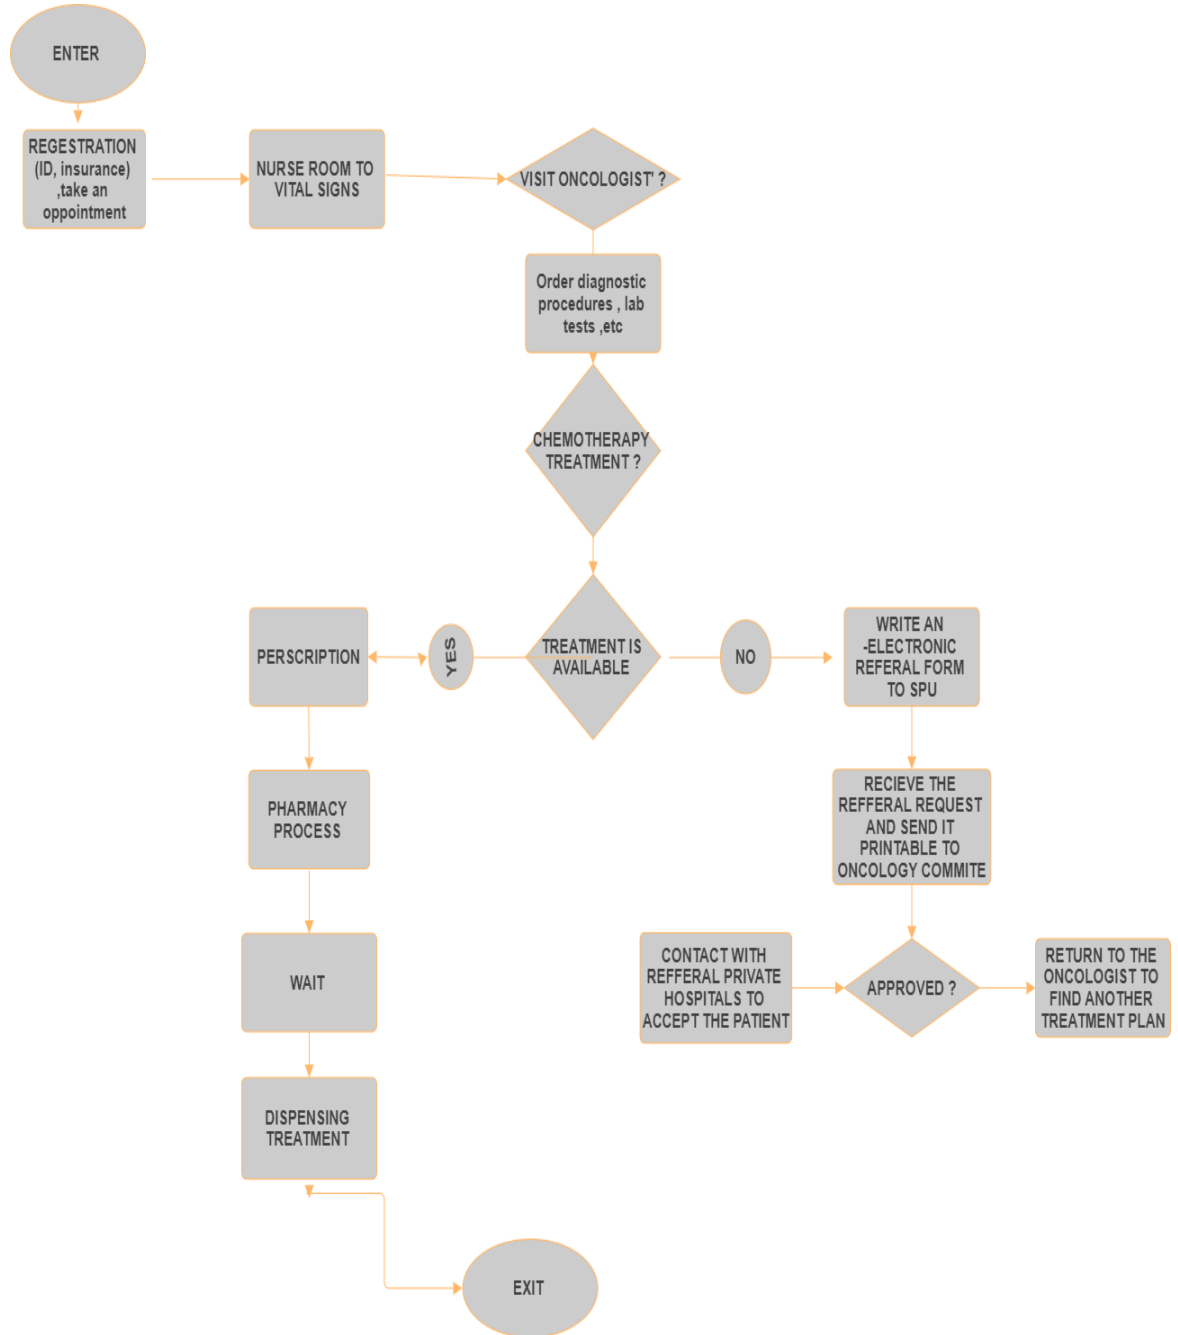 ENTER
REGESTRATION
(ID, insurance)
,take an
oppointment
NURSE ROOM TO
VITAL SIGNS
VISIT ONCOLOGIST' ?
Order diagnostic
procedures , lab
tests ,etc
CHEMOTHERAPY
TREATMENT ?
TREATMENT IS
AVAILABLE
YES
PERSCRIPTION
NO
WRITE AN
-ELECTRONIC
REFERAL FORM
TO SPU
PHARMACY
PROCESS
RECIEVE THE
REFFERAL REQUEST
AND SEND IT
PRINTABLE TO
ONCOLOGY COMMITE
WAIT
CONTACT WITH
REFFERAL PRIVATE
HOSPITALS TO
ACCEPT THE PATIENT
APPROVED ?
RETURN TO THE
ONCOLOGIST TO
FIND ANOTHER
TREATMENT PLAN
DISPENSING
TREATMENT
EXIT